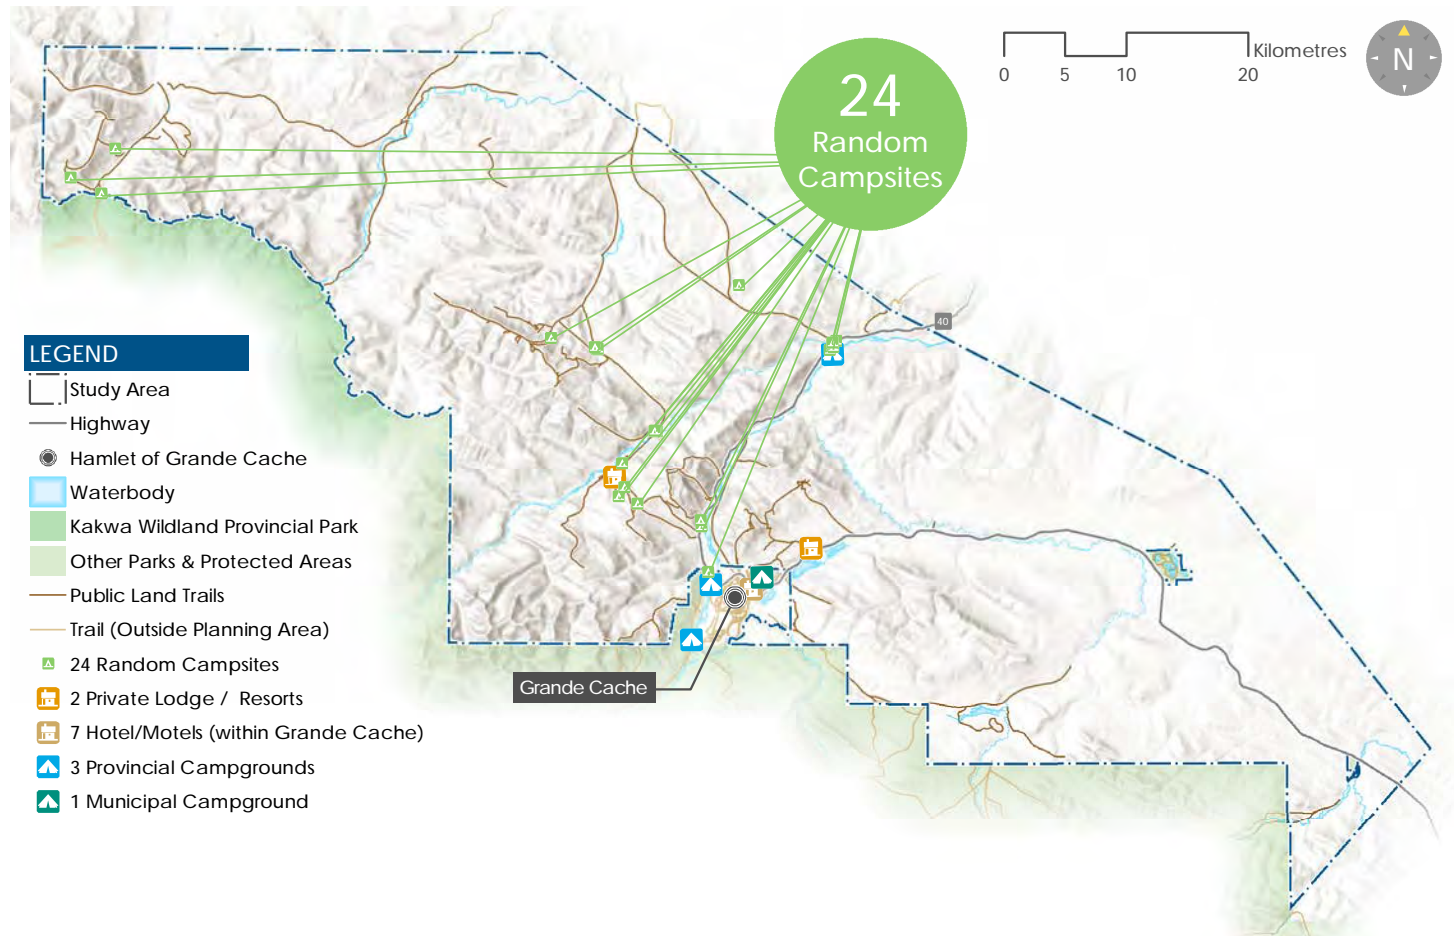 24
Random
Campsites
Kilometres
0 5 10 20
N
40
LEGEND
Study Area
Highway
Hamlet of Grande Cache
Waterbody
Kakwa Wildland Provincial Park
Other Parks & Protected Areas
Public Land Trails
Trail (Outside Planning Area)
24 Random Campsites
2 Private Lodge / Resorts
7 Hotel/Motels (within Grande Cache)
3 Provincial Campgrounds
1 Municipal Campground
Grande Cache